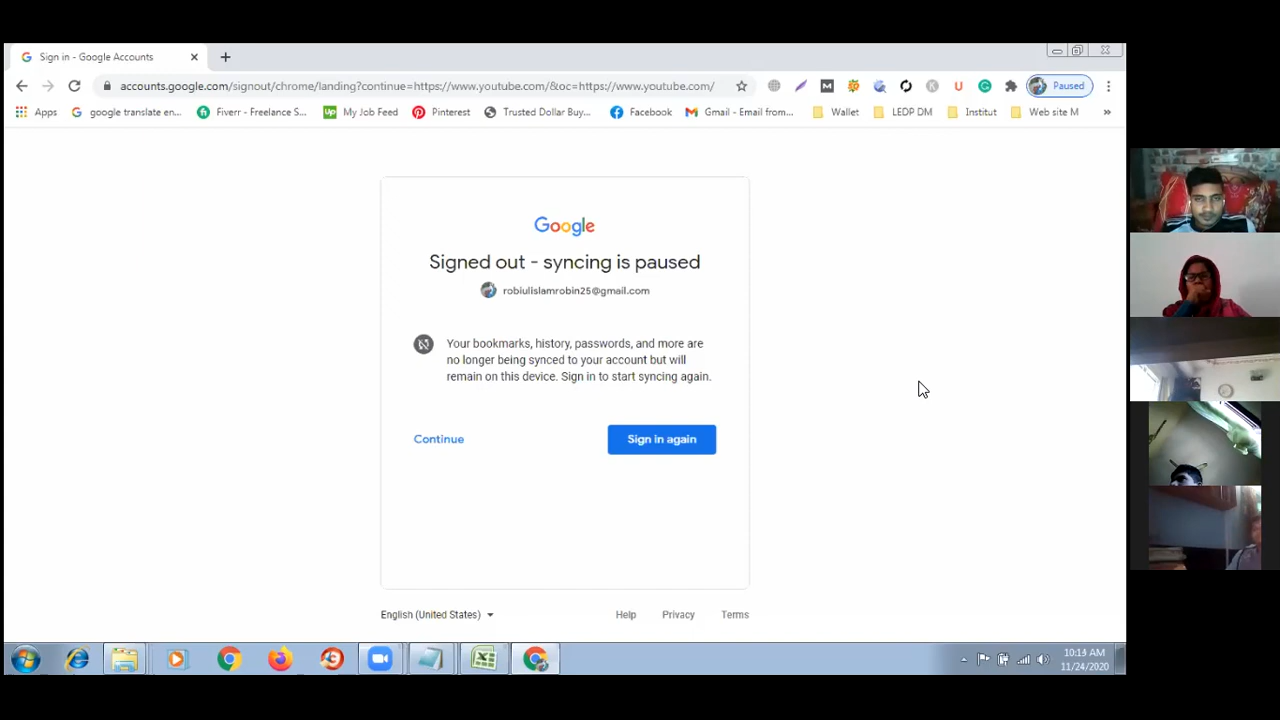 Sign in - Google Accounts
accounts.google.com/signout/chrome/landing?continue=https://www.youtube.com/&oc=https://www.youtube.com/
Paused
Apps
google translate en...
Fiverr - Freelance S...
My Job Feed
Pinterest
Trusted Dollar Buy...
Facebook
Gmail - Email from...
Wallet
LEDP DM
Institut
Web site M
Google
Signed out - syncing is paused
robiulislamrobin25@gmail.com
Your bookmarks, history, passwords, and more are
no longer being synced to your account but will
remain on this device. Sign in to start syncing again.
Continue
Sign in again
English (United States)
Help
Privacy
Terms
10:13 AM
11/24/2020